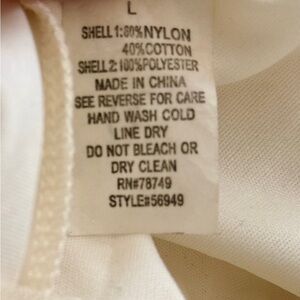 L
SHELL 1:60% NYLON
40%COTTON
SHELL 2: 100%POLYESTER
MADE IN CHINA
SEE REVERSE FOR CARE
HAND WASH COLD
LINE DRY
DO NOT BLEACH OR
DRY CLEAN
RN#78749
STYLE#56949